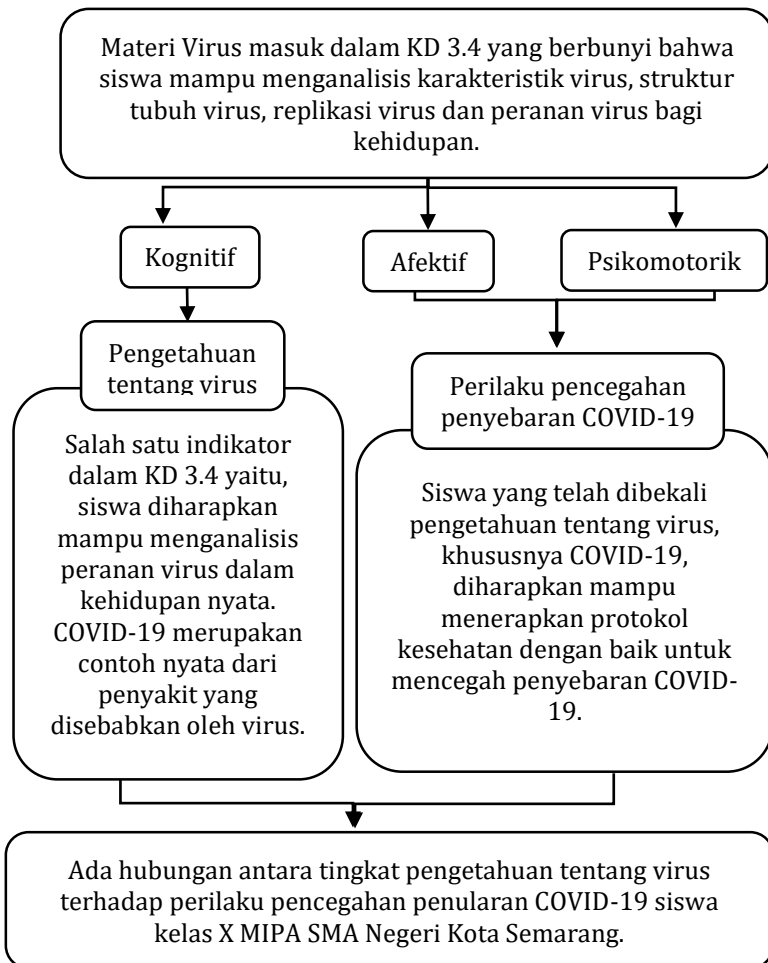 Materi Virus masuk dalam KD 3.4 yang berbunyi bahwa
siswa mampu menganalisis karakteristik virus, struktur
tubuh virus, replikasi virus dan peranan virus bagi
kehidupan.
Kognitif
Afektif
Psikomotorik
Pengetahuan
tentang virus
Perilaku pencegahan
penyebaran COVID-19
Salah satu indikator
dalam KD 3.4 yaitu,
siswa diharapkan
mampu menganalisis
peranan virus dalam
kehidupan nyata.
COVID-19 merupakan
contoh nyata dari
penyakit yang
disebabkan oleh virus.
Siswa yang telah dibekali
pengetahuan tentang virus,
khususnya COVID-19,
diharapkan mampu
menerapkan protokol
kesehatan dengan baik untuk
mencegah penyebaran COVID-
19.
Ada hubungan antara tingkat pengetahuan tentang virus
terhadap perilaku pencegahan penularan COVID-19 siswa
kelas X MIPA SMA Negeri Kota Semarang.